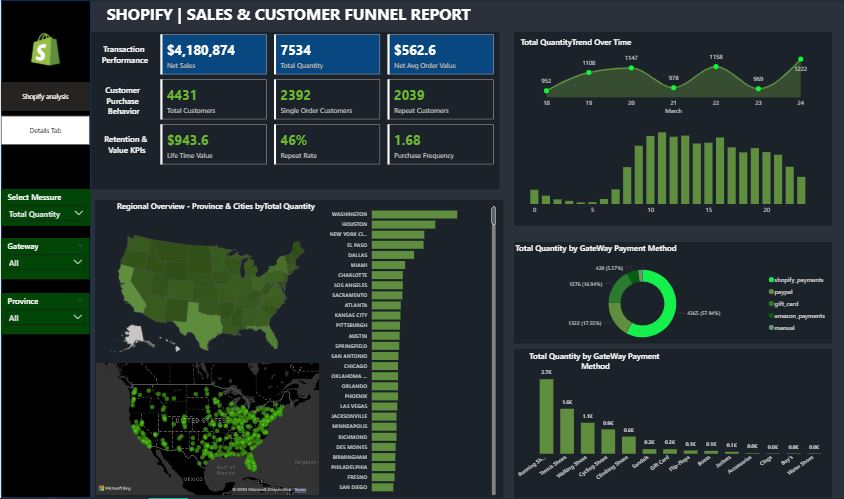 SHOPIFY | SALES & CUSTOMER FUNNEL REPORT
Shopify analysis
Details Tab
Select Messure
Total Quantity
Gateway
All
Province
All
Transaction Performance
$4,180,874
Net Sales
7534
Total Quantity
$562.6
Net Avg Order Value
Customer Purchase Behavior
4431
Total Customers
2392
Single Order Customers
2039
Repeat Customers
Retention & Value KPIs
$943.6
Life Time Value
46%
Repeat Rate
1.68
Purchase Frequency
Total QuantityTrend Over Time
952
1108
1147
978
1158
969
1222
18
19
20
21
22
23
24
March
0
5
10
15
20
Regional Overview - Province & Cities byTotal Quantity
WASHINGTON
HOUSTON
NEW YORK CI...
EL PASO
DALLAS
MIAMI
CHARLOTTE
LOS ANGELES
SACRAMENTO
ATLANTA
KANSAS CITY
PITTSBURGH
AUSTIN
SPRINGFIELD
SAN ANTONIO
CHICAGO
OKLAHOMA ...
ORLANDO
PHOENIX
LAS VEGAS
JACKSONVILLE
MINNEAPOLIS
RICHMOND
DES MOINES
BIRMINGHAM
PHILADELPHIA
FRESNO
SAN DIEGO
UNITED STATES
Gulf of
Mexico
MEXICO
Microsoft Bing
Total Quantity by GateWay Payment Method
420 (5.57%)
1276 (16.94%)
1322 (17.55%)
4365 (57.94%)
shopify_payments
paypal
gift_card
amazon_payments
manual
Total Quantity by GateWay Payment
Method
2.7K
1.6K
1.1K
0.9K
0.6K
0.2K
0.2K
0.1K
0.1K
0.1K
0.0K
0.0K
0.0K
0.0K
Running Sh...
Tennis Shoes
Walking Shoes
Cycling Shoes
Climbing Shoes
Sandals
Gift Card
Flip-Flops
Boots
Jackets
Accessories
Clogs
Boy's
Water Shoes